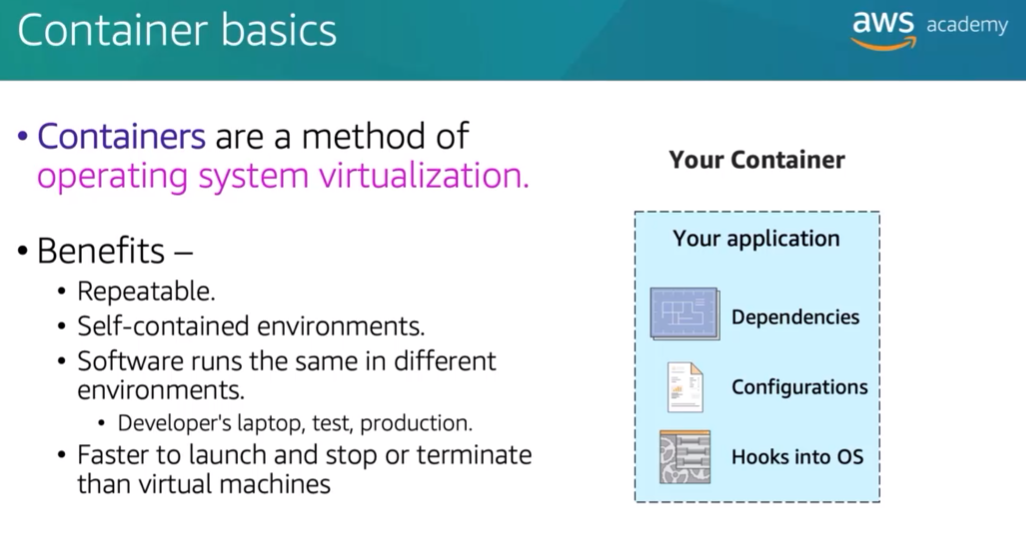 Container basics
aws academy
• Containers are a method of
operating system virtualization.
• Benefits –
• Repeatable.
• Self-contained environments.
• Software runs the same in different
environments.
• Developer's laptop, test, production.
• Faster to launch and stop or terminate
than virtual machines
Your Container
Your application
Dependencies
Configurations
Hooks into OS